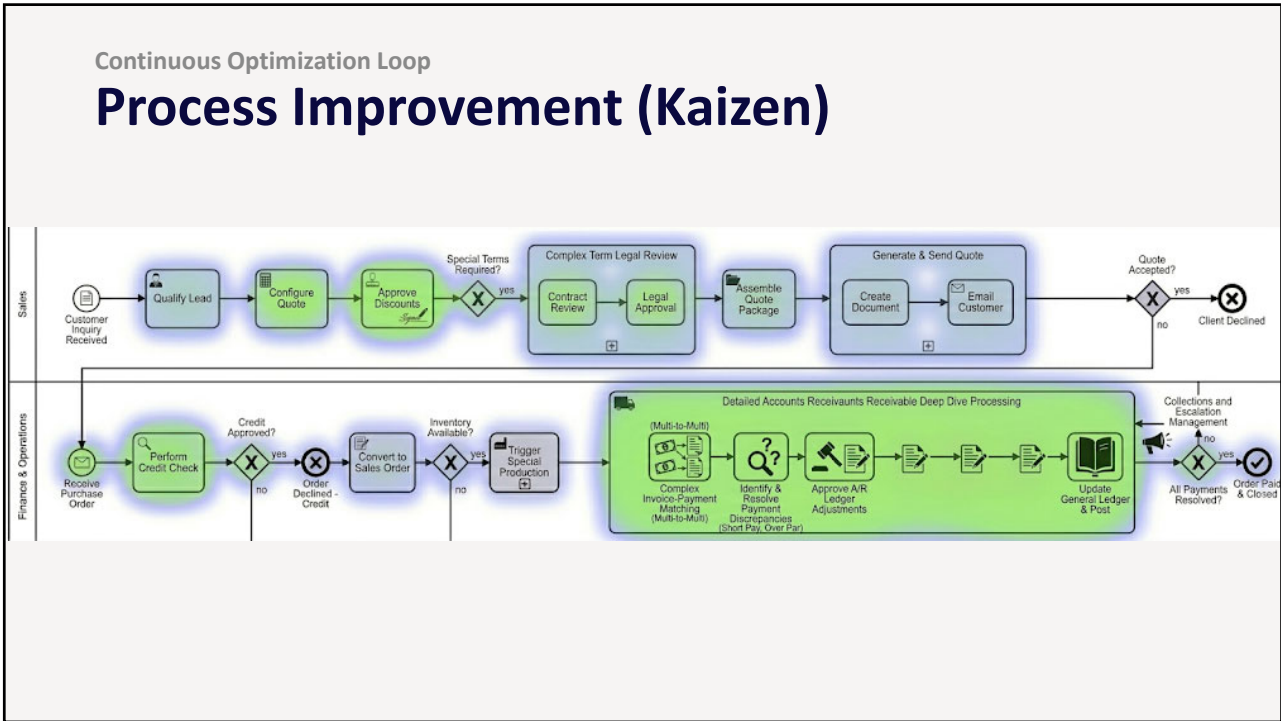 Continuous Optimization Loop
Process Improvement (Kaizen)
Sales
Customer
Inquiry
Received
Qualify Lead
Configure
Quote
Approve
Discounts
Signed
Special Terms
Required?
X
yes
Complex Term Legal Review
Contract
Review
Legal
Approval
Assemble
Quote
Package
Generate & Send Quote
Create
Document
Email
Customer
Quote
Accepted?
X
yes
no
Client Declined
Finance & Operations
Receive
Purchase
Order
Perform
Credit Check
Credit
Approved?
X
yes
no
Order
Declined -
Credit
Convert to
Sales Order
Inventory
Available?
X
yes
no
Trigger
Special
Production
Detailed Accounts Receivaunts Receivable Deep Dive Processing
(Multi-to-Multi)
Complex
Invoice-Payment
Matching
(Multi-to-Multi)
??
?
Identify &
Resolve
Payment
Discrepancies
(Short Pay, Over Par)
Approve A/R
Ledger
Adjustments
Update
General Ledger
& Post
Collections and
Escalation
Management
no
X
yes
All Payments
Resolved?
Order Paid
& Closed